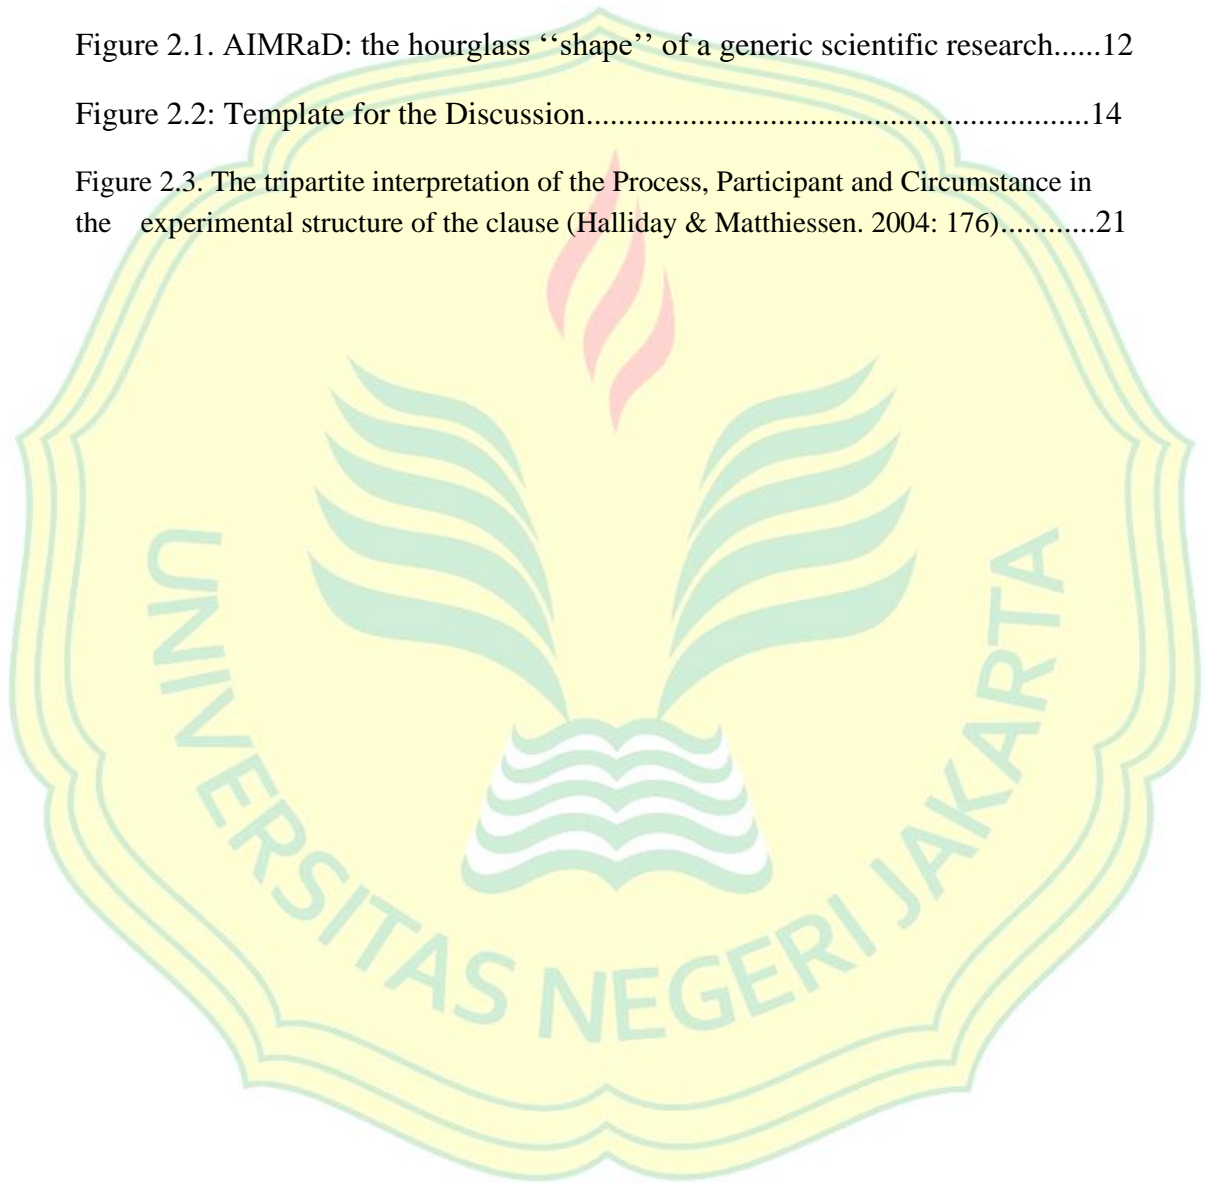 Figure 2.1. AIMRaD: the hourglass ‘‘shape’’ of a generic scientific research......12
Figure 2.2: Template for the Discussion..............................................................14
Figure 2.3. The tripartite interpretation of the Process, Participant and Circumstance in
the experimental structure of the clause (Halliday & Matthiessen. 2004: 176)............21
UNIVERSITAS NEGERI JAKARTA